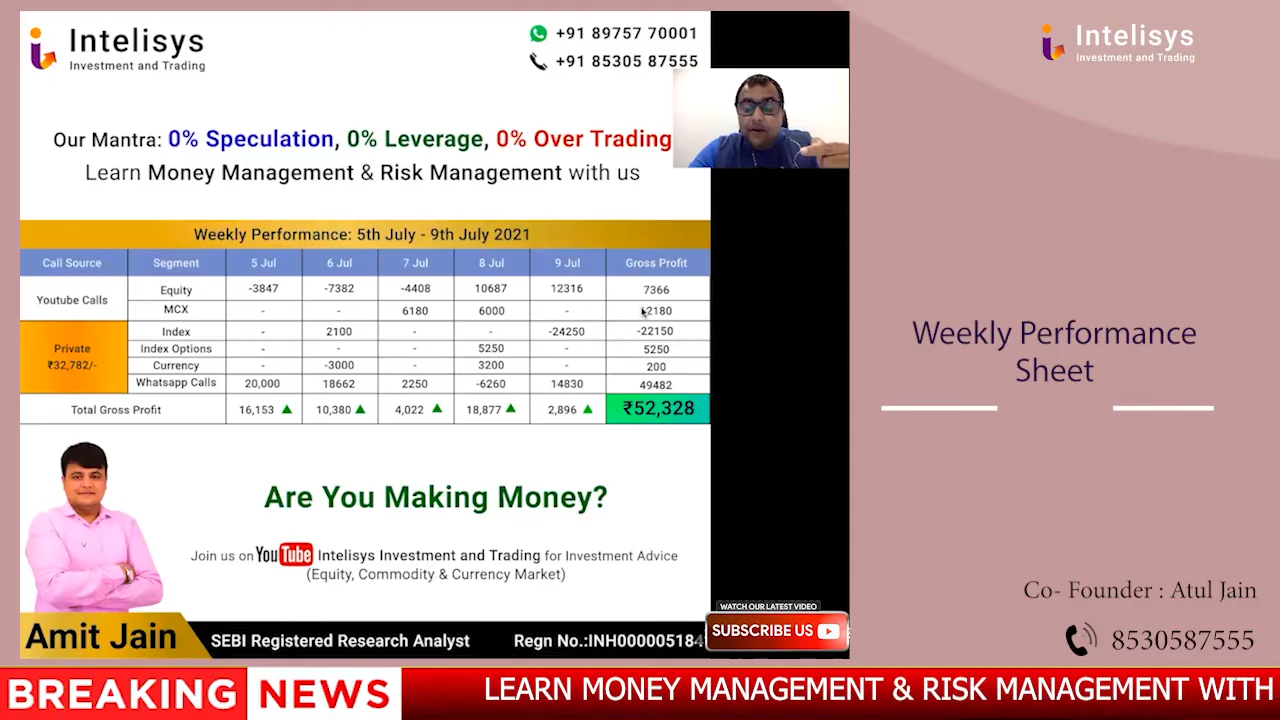 Intelisys
Investment and Trading
+91 89757 70001
+91 85305 87555
Our Mantra: 0% Speculation, 0% Leverage, 0% Over Trading
Learn Money Management & Risk Management with us
Weekly Performance: 5th July - 9th July 2021
Call Source Segment 5 Jul 6 Jul 7 Jul 8 Jul 9 Jul Gross Profit
Youtube Calls
Equity -3847 -7382 -4408 10687 12316 7366
MCX - - 6180 6000 - 12180
Private
₹32,782/-
Index - 2100 - - -24250 -22150
Index Options - - - 5250 - 5250
Currency - -3000 - 3200 - 200
Whatsapp Calls 20,000 18662 2250 -6260 14830 49482
Total Gross Profit 16,153 10,380 4,022 18,877 2,896 ₹52,328
Are You Making Money?
Join us on YouTube Intelisys Investment and Trading for Investment Advice
(Equity, Commodity & Currency Market)
Amit Jain
SEBI Registered Research Analyst
Regn No.:INH00000518
WATCH OUR LATEST VIDEO
SUBSCRIBE US
Intelisys
Investment and Trading
Weekly Performance
Sheet
Co- Founder : Atul Jain
8530587555
BREAKING NEWS
LEARN MONEY MANAGEMENT & RISK MANAGEMENT WITH